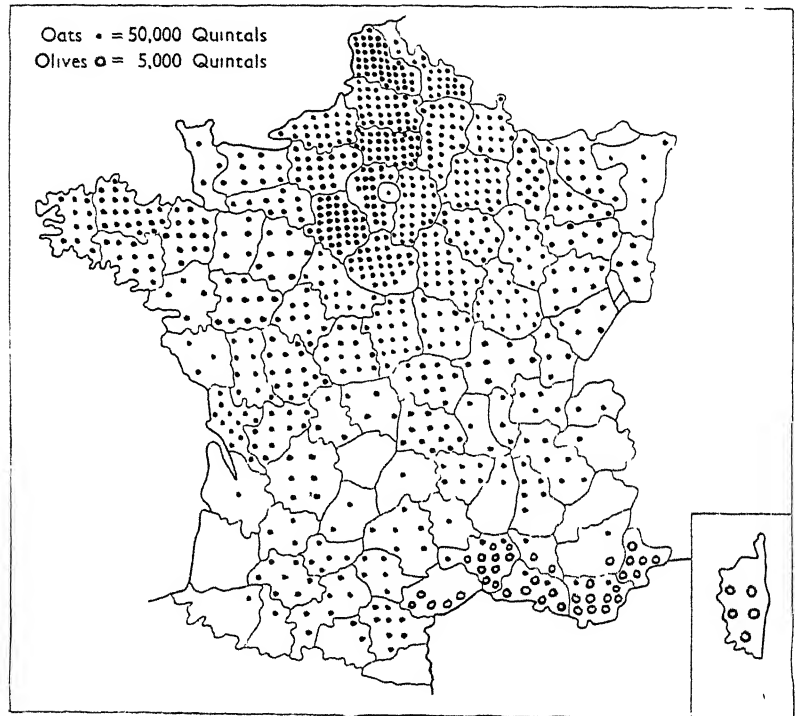 Oats • = 50,000 Quintals
Olives o = 5,000 Quintals